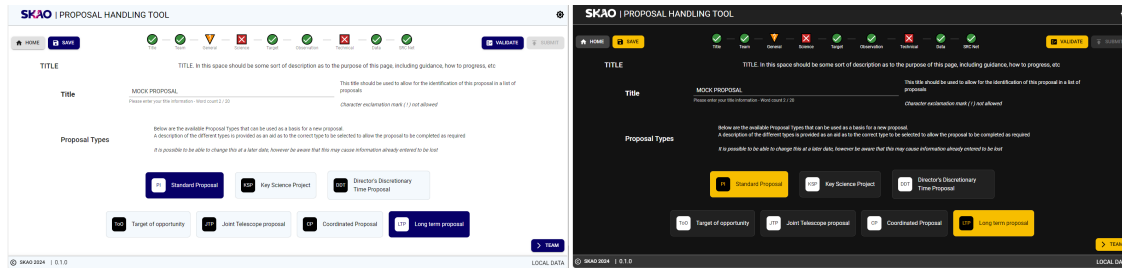 SKAO | PROPOSAL HANDLING TOOL
HOME SAVE Title Team General Science Target Observation Technical Data SRC Net VALIDATE SUBMIT
TITLE TITLE. In this space should be some sort of description as to the purpose of this page, including guidance, how to progress, etc
Title MOCK PROPOSAL
Please enter your title information - Word count 2 / 20
This title should be used to allow for the identification of this proposal in a list of
proposals
Character exclamation mark ( ! ) not allowed
Proposal Types
Below are the available Proposal Types that can be used as a basis for a new proposal.
A description of the different types is provided as an aid as to the correct type to be selected to allow the proposal to be completed as required
It is possible to be able to change this at a later date, however be aware that this may cause information already entered to be lost
PI Standard Proposal KSP Key Science Project DDT Director's Discretionary
Time Proposal
ToO Target of opportunity JTP Joint Telescope proposal CP Coordinated Proposal LTP Long term proposal
TEAM
© SKAO 2024 | 0.1.0 LOCAL DATA
SKAO | PROPOSAL HANDLING TOOL
HOME SAVE Title Team General Science Target Observation Technical Data SRC Net VALIDATE SUBMIT
TITLE TITLE. In this space should be some sort of description as to the purpose of this page, including guidance, how to progress, etc
Title MOCK PROPOSAL
Please enter your title information - Word count 2 / 20
This title should be used to allow for the identification of this proposal in a list of
proposals
Character exclamation mark ( ! ) not allowed
Proposal Types
Below are the available Proposal Types that can be used as a basis for a new proposal.
A description of the different types is provided as an aid as to the correct type to be selected to allow the proposal to be completed as required
It is possible to be able to change this at a later date, however be aware that this may cause information already entered to be lost
PI Standard Proposal KSP Key Science Project DDT Director's Discretionary
Time Proposal
ToO Target of opportunity JTP Joint Telescope proposal CP Coordinated Proposal LTP Long term proposal
TEAM
© SKAO 2024 | 0.1.0 LOCAL DATA